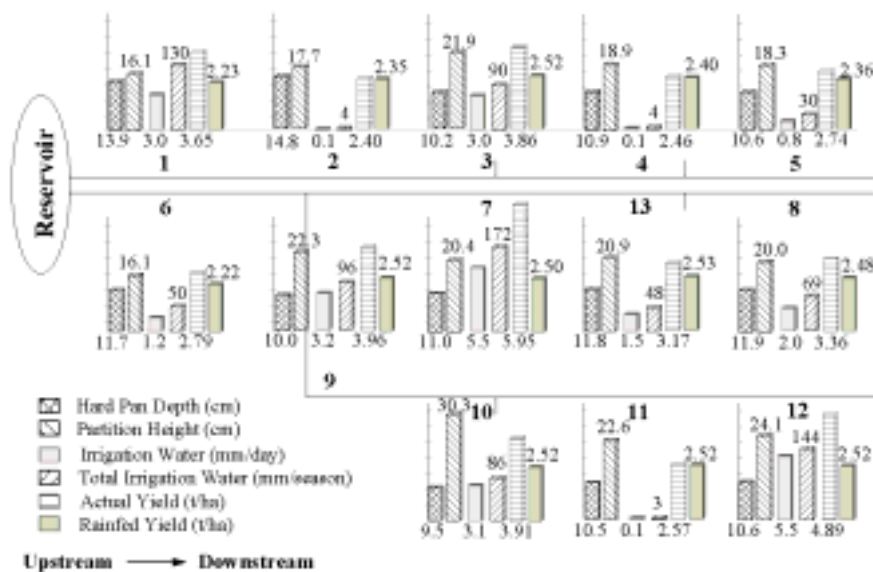 16.1 130 2.23
13.9 3.0 3.65
17.7 4 2.35
14.8 0.1 2.40
21.9 90 2.52
10.2 3.0 3.86
18.9 4 2.40
10.9 0.1 2.46
18.3 30 2.36
10.6 0.8 2.74
1 2 3 4 5
Reservoir
6 7 13 8
16.1 50 2.22
11.7 1.2 2.79
22.3 96 2.52
10.0 3.2 3.96
20.4 172 2.50
11.0 5.5 5.95
20.9 48 2.53
11.8 1.5 3.17
20.0 69 2.48
11.9 2.0 3.36
9
10 11 12
30.3 86 2.52
9.5 3.1 3.91
22.6 3 2.52
10.5 0.1 2.57
24.1 144 2.52
10.6 5.5 4.89
Hard Pan Depth (cm)
Partition Height (cm)
Irrigation Water (mm/day)
Total Irrigation Water (mm/season)
Actual Yield (t/ha)
Rainfed Yield (t/ha)
Upstream Downstream